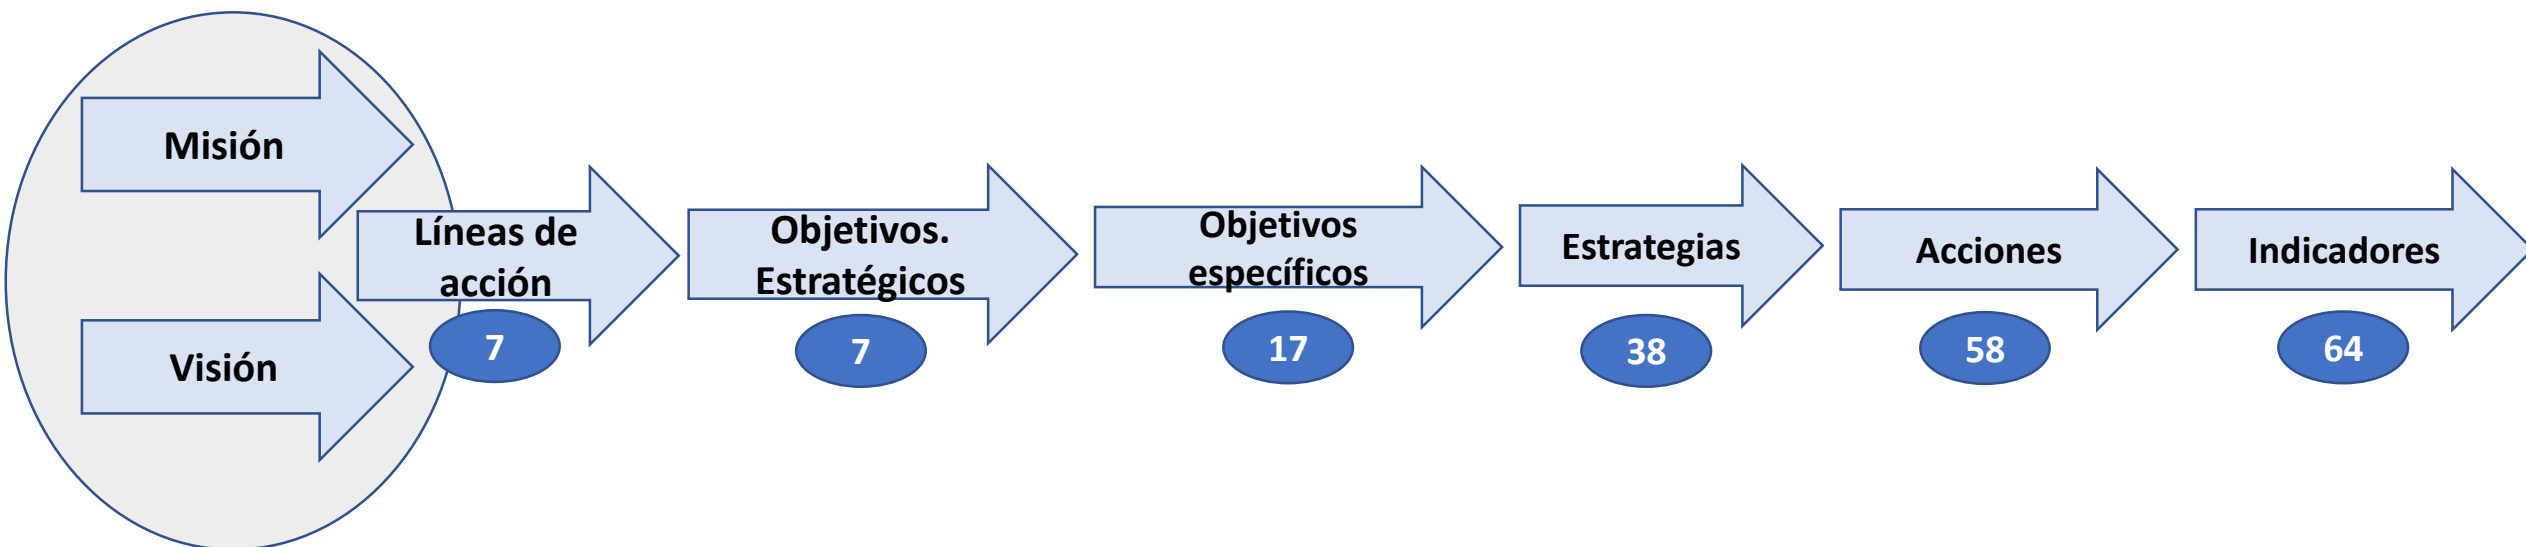 Misión
Visión
Líneas de
acción
7
Objetivos.
Estratégicos
7
Objetivos
específicos
17
Estrategias
38
Acciones
58
Indicadores
64